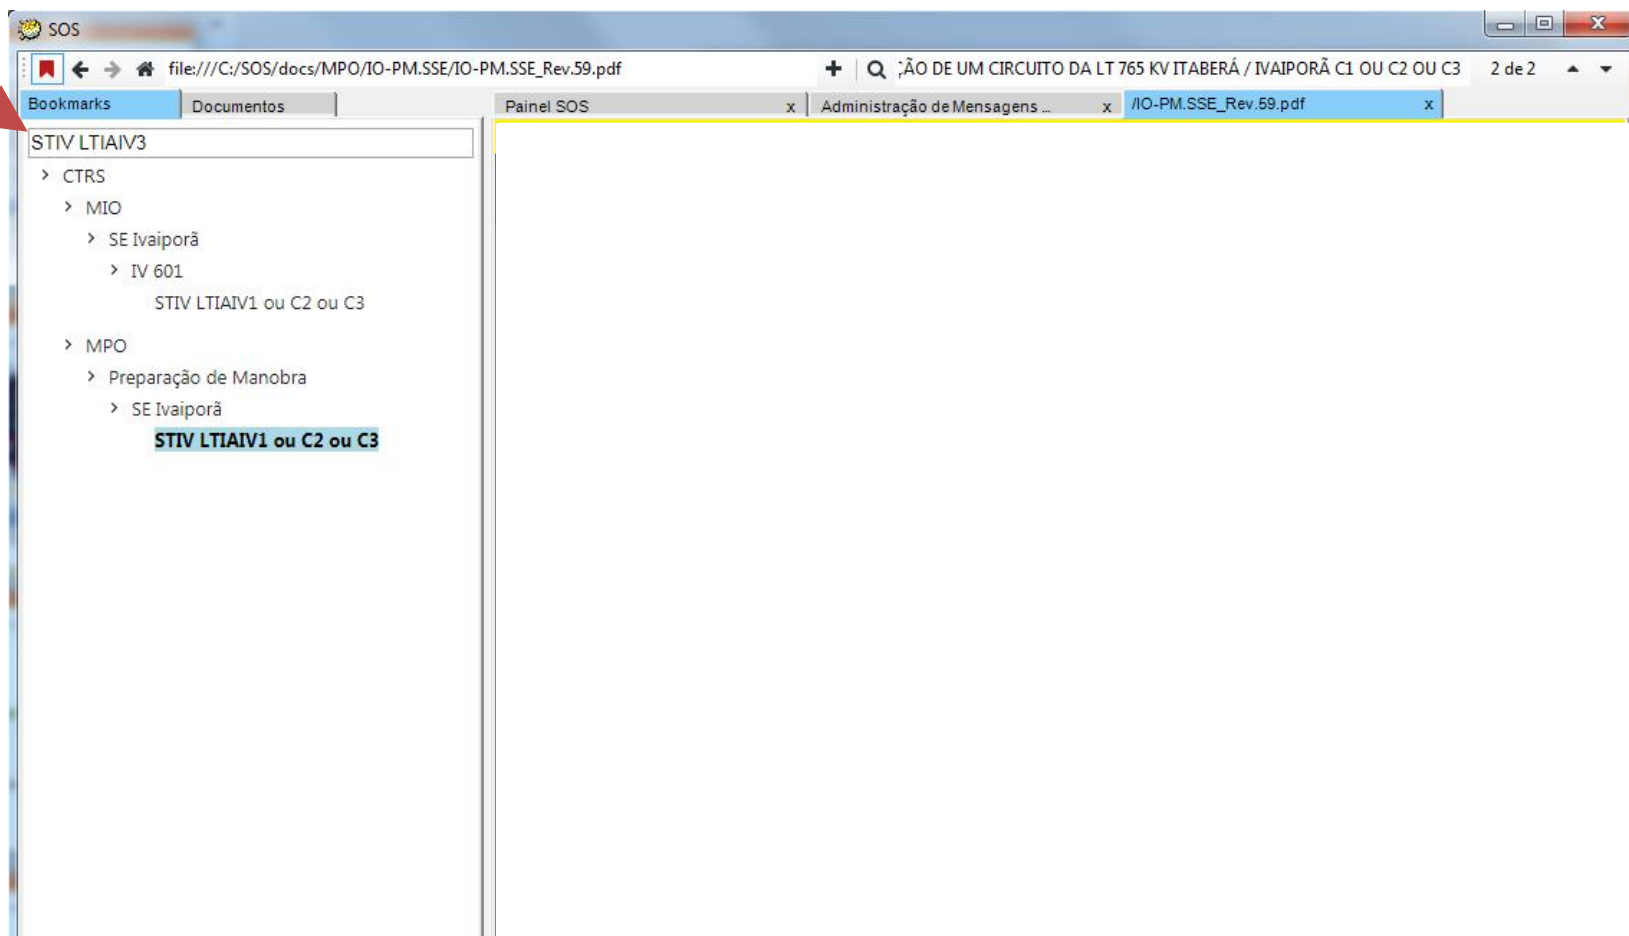 SOS
file:///C:/SOS/docs/MPO/IO-PM.SSE/IO-PM.SSE_Rev.59.pdf
ÇÃO DE UM CIRCUITO DA LT 765 KV ITABERÁ / IVAIPORÃ C1 OU C2 OU C3
2 de 2
Bookmarks
Documentos
Painel SOS x
Administração de Mensagens ... x
/IO-PM.SSE_Rev.59.pdf x
STIV LTIAIV3
CTRS
MIO
SE Ivaiporã
IV 601
STIV LTIAIV1 ou C2 ou C3
MPO
Preparação de Manobra
SE Ivaiporã
STIV LTIAIV1 ou C2 ou C3